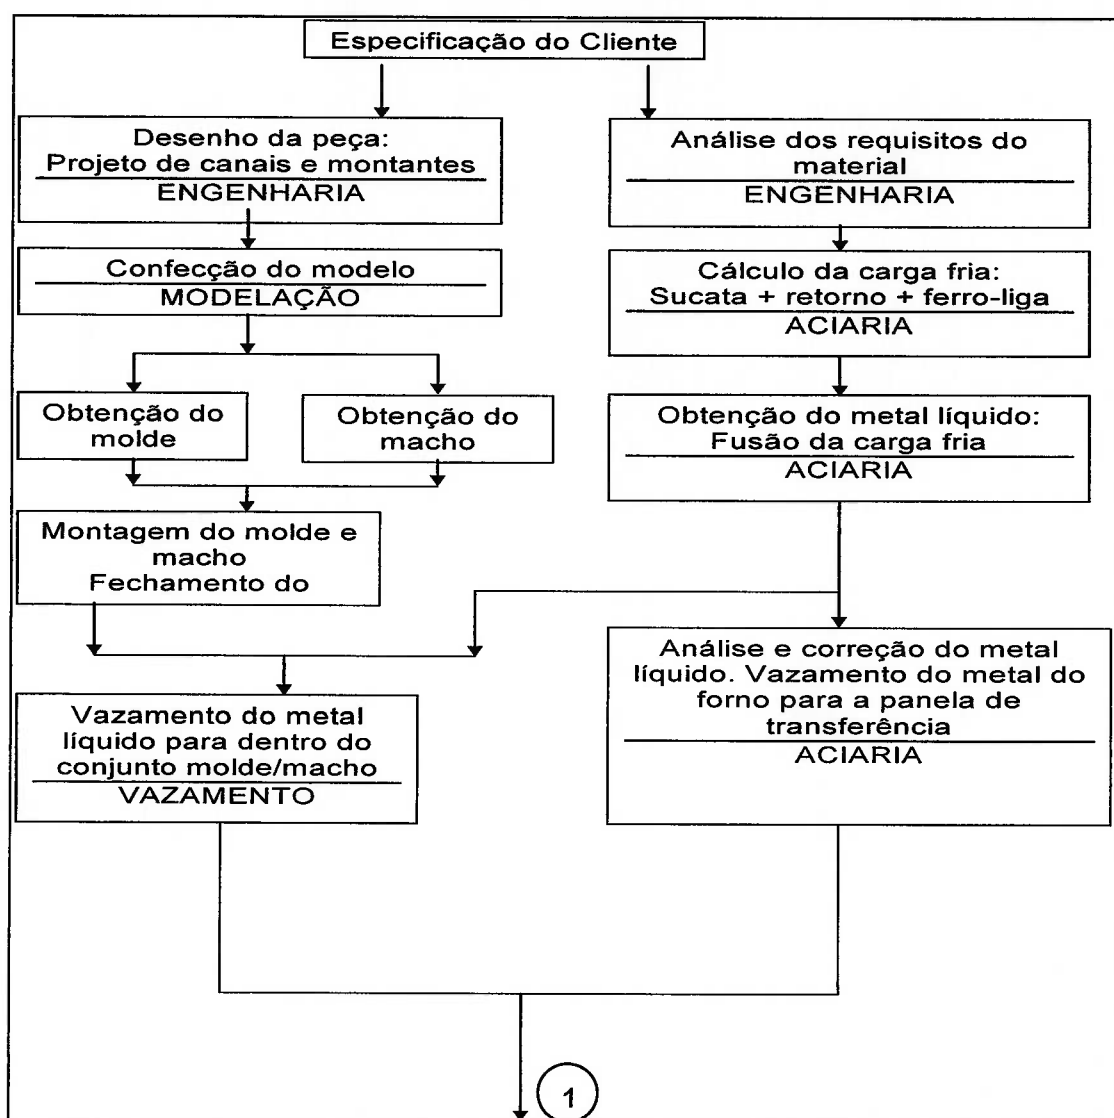 Especificação do Cliente
Desenho da peça:
Projeto de canais e montantes
ENGENHARIA
Análise dos requisitos do
material
ENGENHARIA
Confecção do modelo
MODELAÇÃO
Cálculo da carga fria:
Sucata + retorno + ferro-liga
ACIARIA
Obtenção do
molde
Obtenção do
macho
Obtenção do metal líquido:
Fusão da carga fria
ACIARIA
Montagem do molde e
macho
Fechamento do
Análise e correção do metal
líquido. Vazamento do metal do
forno para a panela de
transferência
ACIARIA
Vazamento do metal
líquido para dentro do
conjunto molde/macho
VAZAMENTO
1